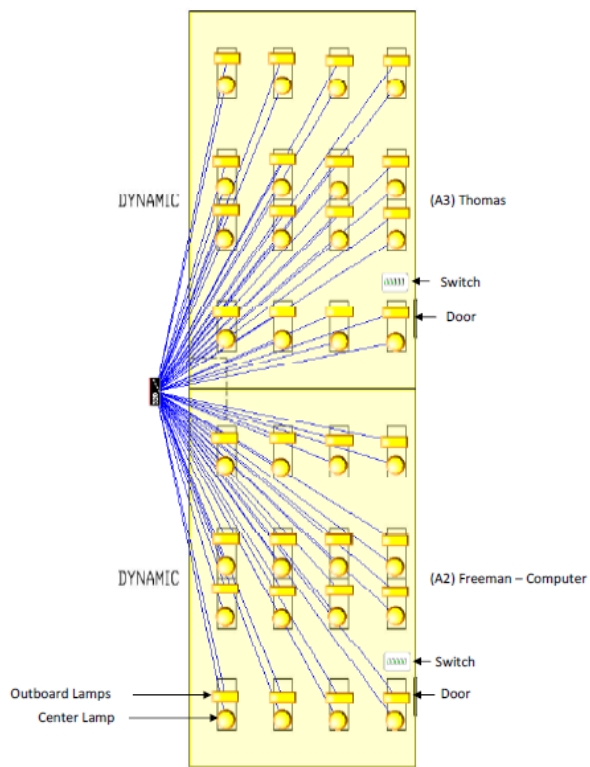 DYNAMIC
(A3) Thomas
Switch
Door
DYNAMIC
(A2) Freeman – Computer
Switch
Outboard Lamps
Door
Center Lamp